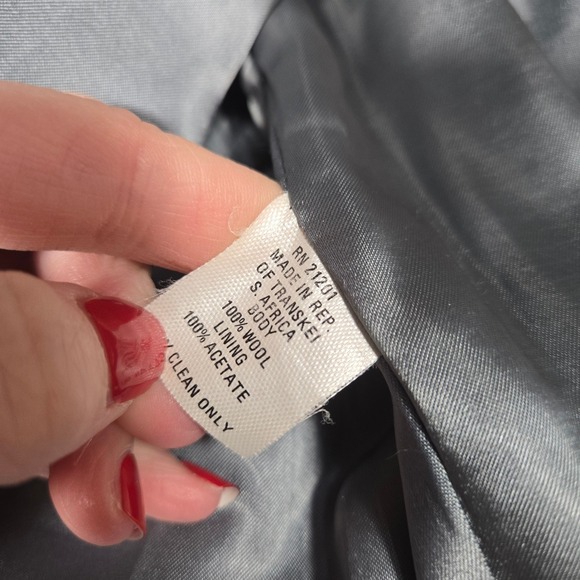 RN 21201
MADE IN REP.
OF TRANSKEI
S. AFRICA
BODY
100% WOOL
LINING
100% ACETATE
CLEAN ONLY